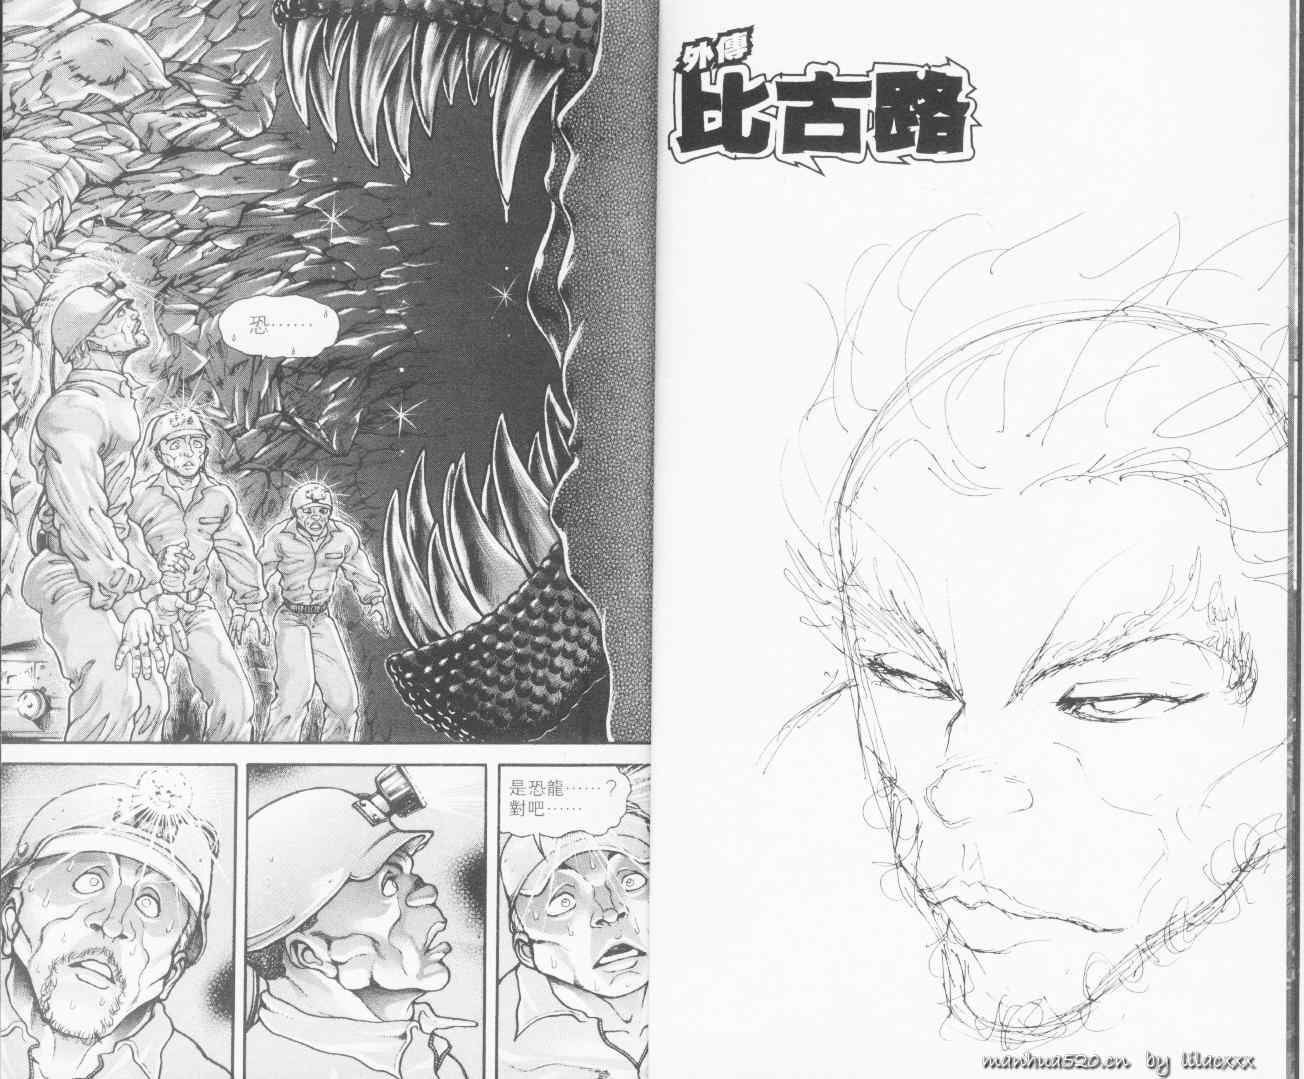 外傳
比古路
恐……
是恐龍……？
對吧……
manhua520.cn by lilacxxx